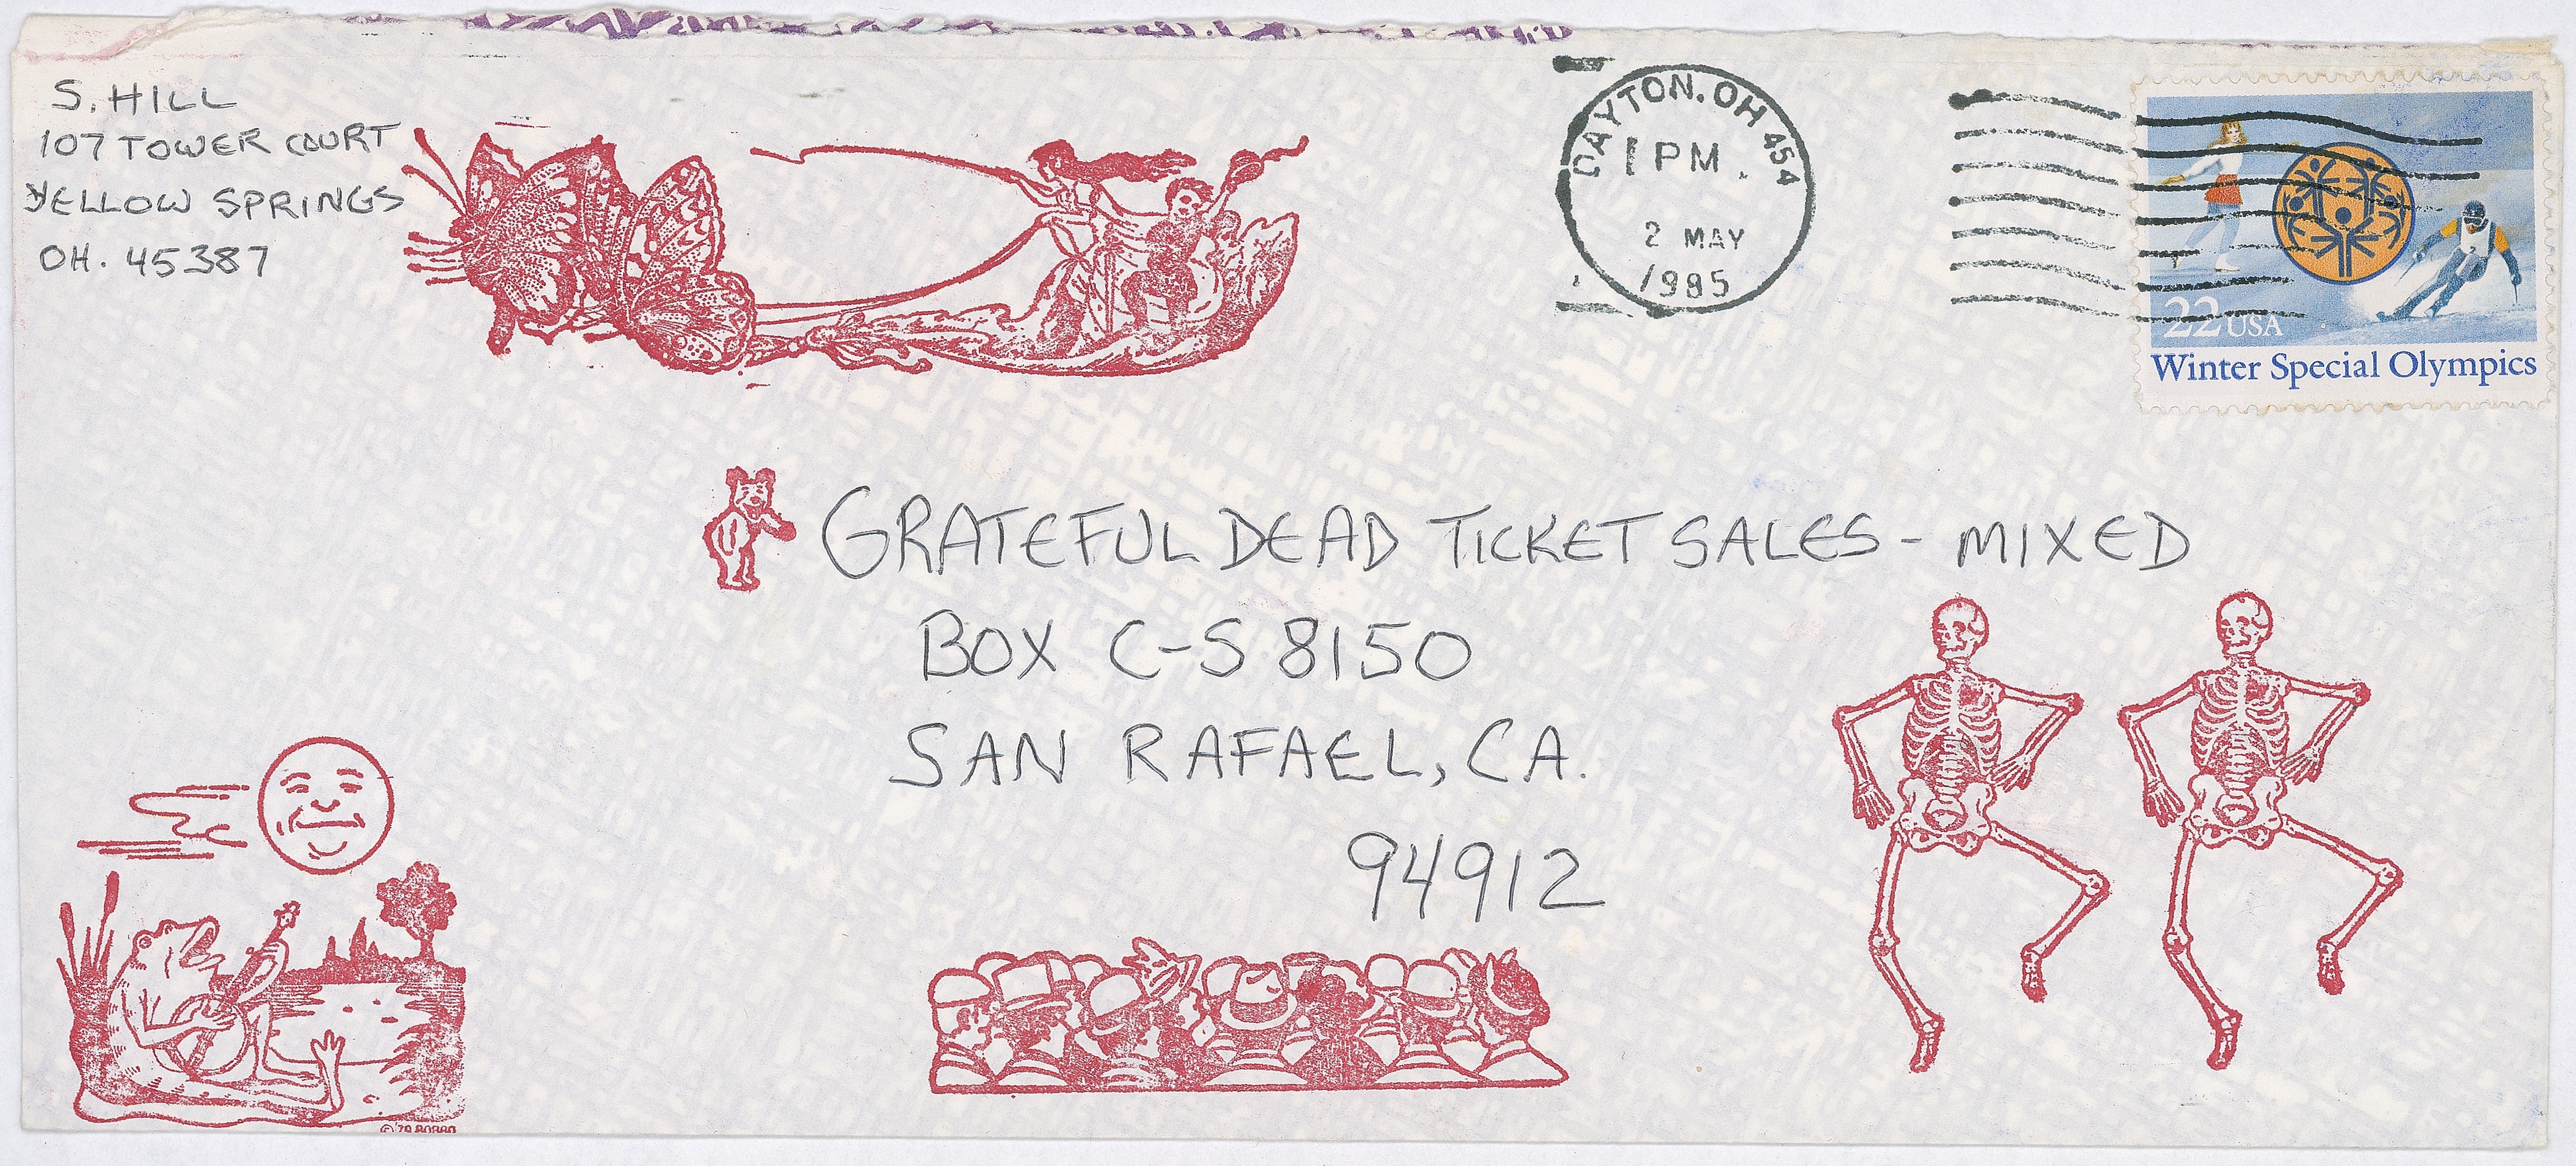 S. HILL
107 TOWER COURT
YELLOW SPRINGS
OH. 45387
DAYTON, OH 454
1 PM
2 MAY
1985
22 USA
Winter Special Olympics
GRATEFUL DEAD TICKET SALES - MIXED
BOX C-S 8150
SAN RAFAEL, CA.
94912